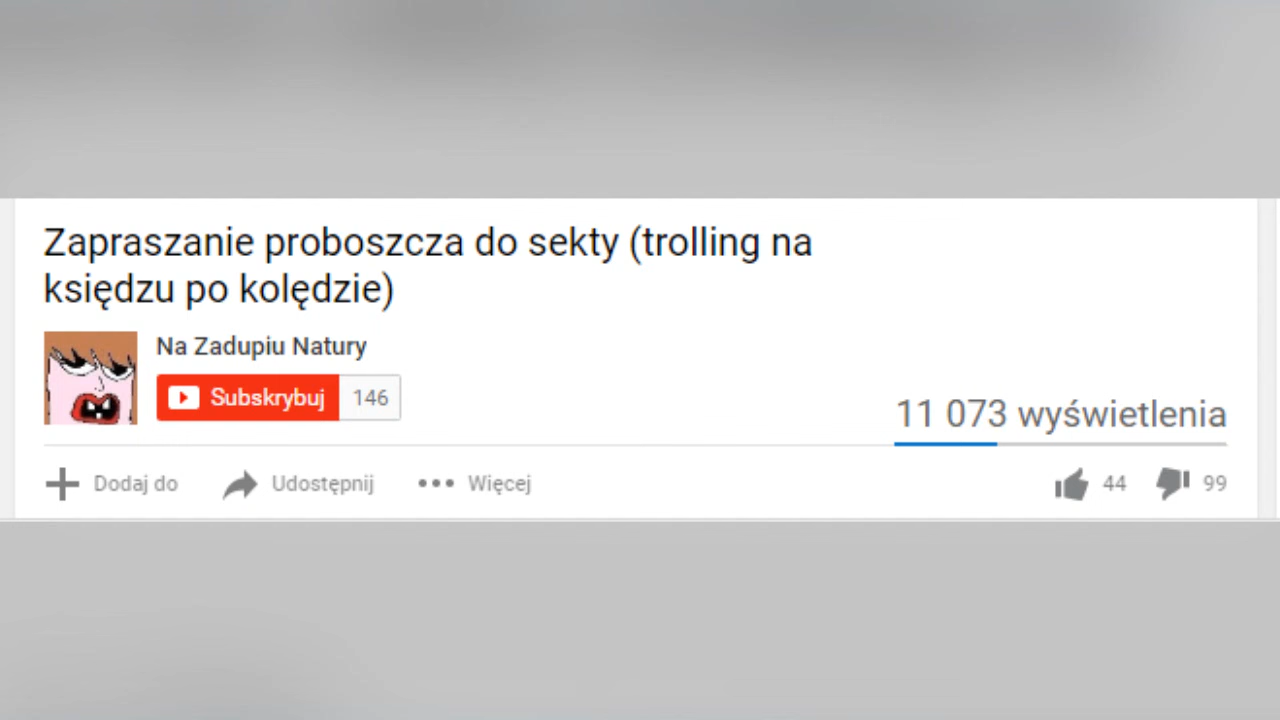 Zapraszanie proboszcza do sekty (trolling na
księdzu po kolędzie)
Na Zadupiu Natury
Subskrybuj 146
11 073 wyświetlenia
Dodaj do Udostępnij Więcej 44 99